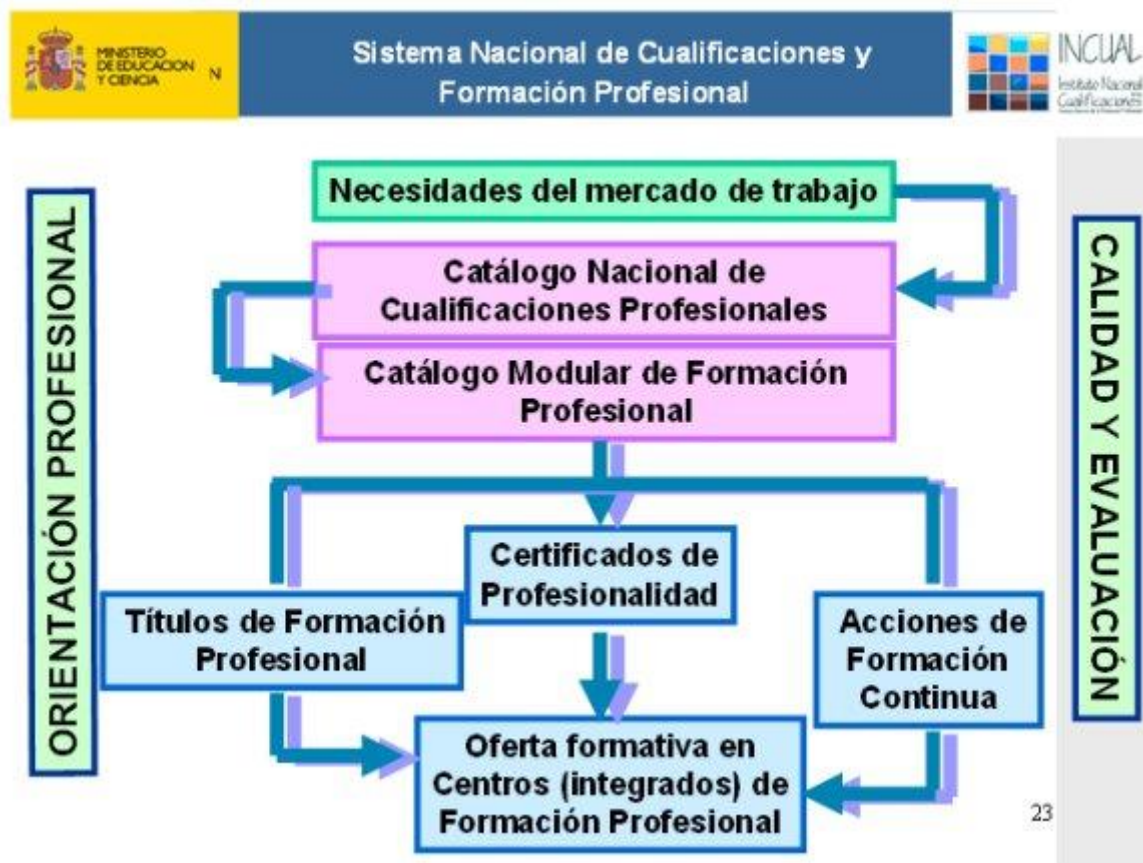 MINISTERIO
DE EDUCACION
Y CIENCIA
N
Sistema Nacional de Cualificaciones y
Formación Profesional
INCUAL
Instituto Nacional
Cualificaciones
Necesidades del mercado de trabajo
Catálogo Nacional de
Cualificaciones Profesionales
Catálogo Modular de Formación
Profesional
ORIENTACIÓN PROFESIONAL
CALIDAD Y EVALUACIÓN
Certificados de
Profesionalidad
Títulos de Formación
Profesional
Acciones de
Formación
Continua
Oferta formativa en
Centros (integrados) de
Formación Profesional
23